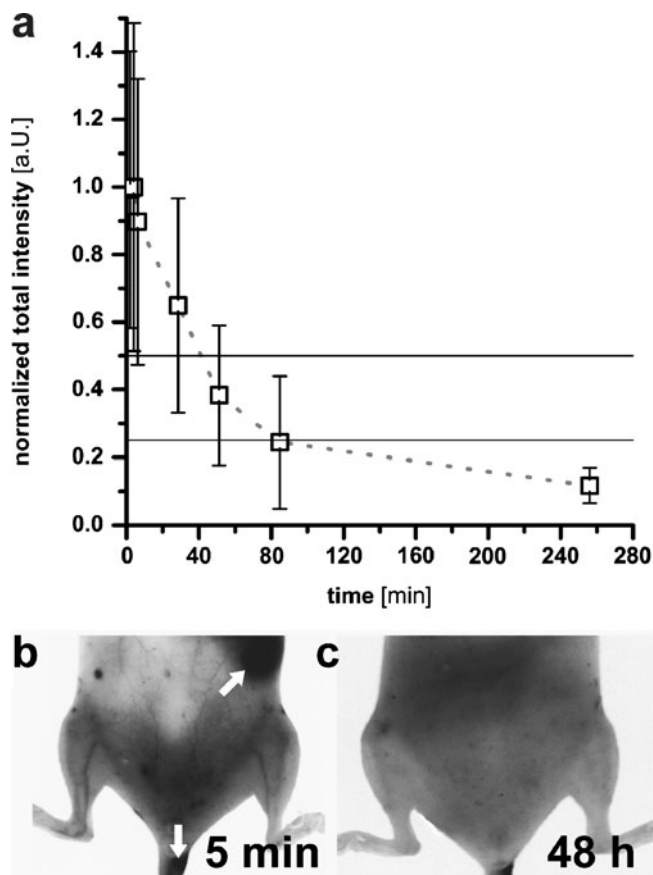 a
normalized total intensity [a.U.]
1.4
1.2
1.0
0.8
0.6
0.4
0.2
0.0
0 40 80 120 160 200 240 280
time [min]
b
5 min
c
48 h